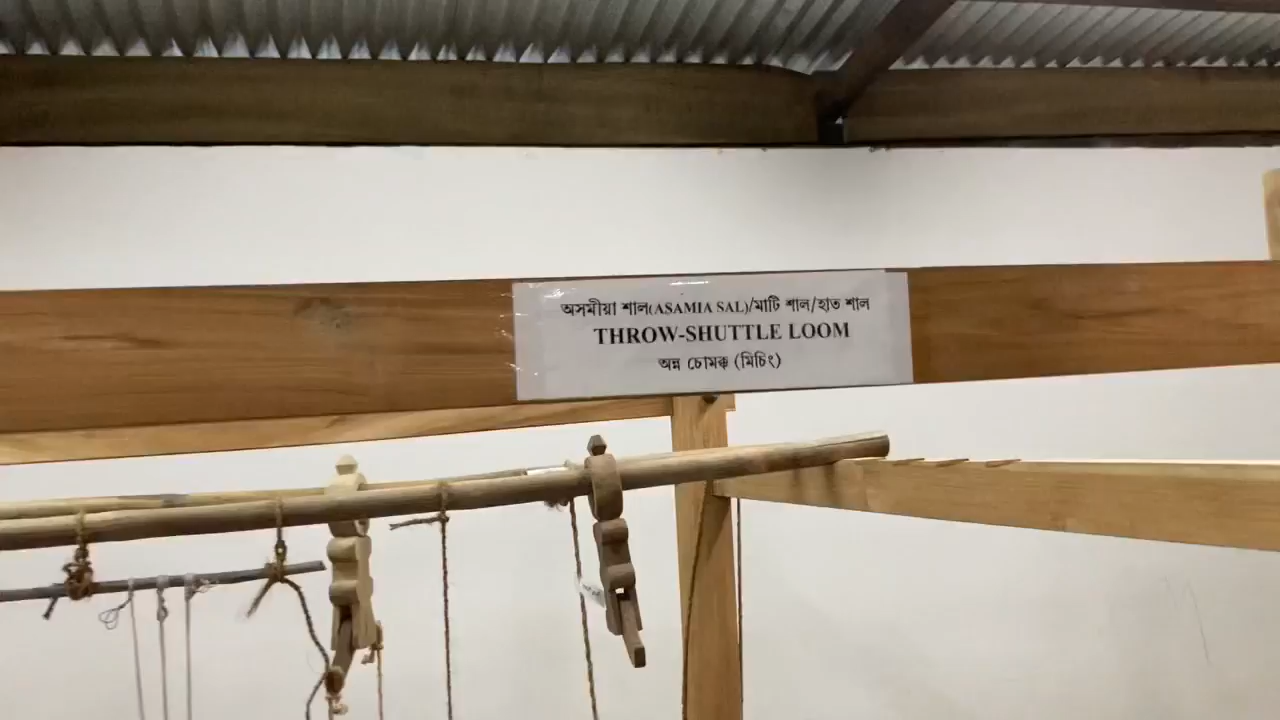 অসমীয়া শাল(ASAMIA SAL)/মাটি শাল/হাত শাল
THROW-SHUTTLE LOOM
অন্ন চোমক্ক (মিচিং)